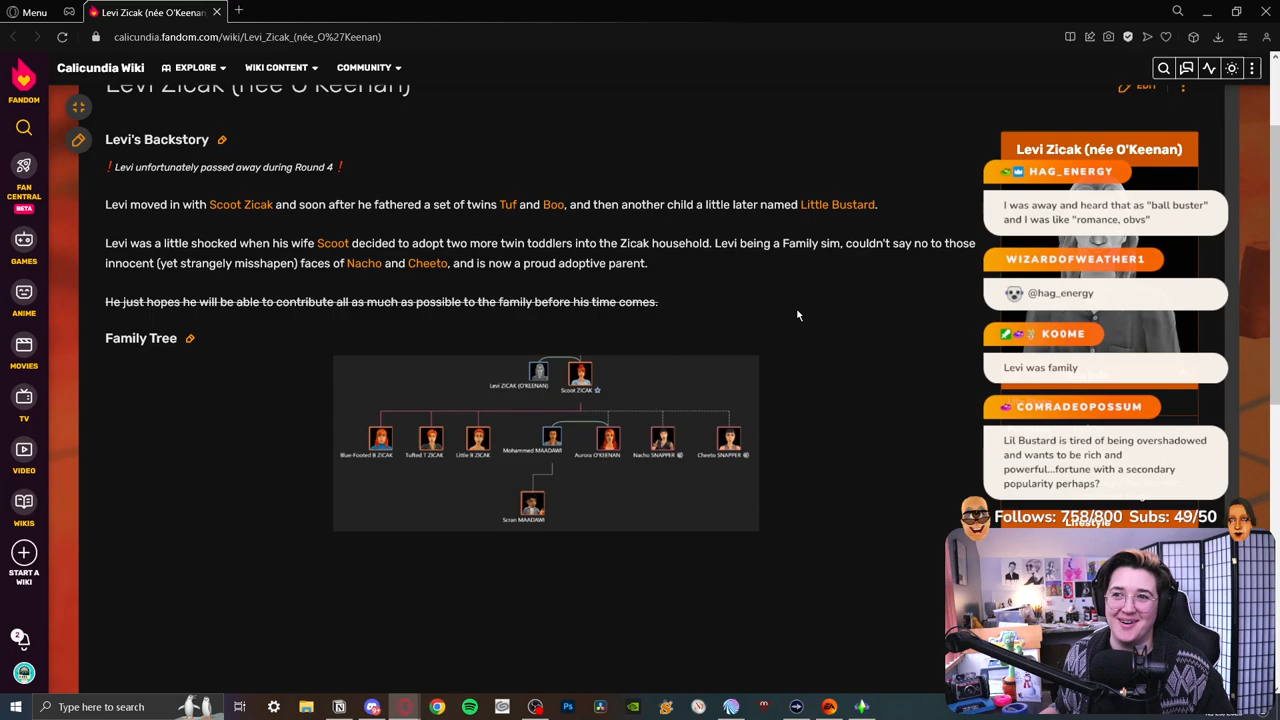 Menu
Levi Zicak (née O'Keenan
calicundia.fandom.com/wiki/Levi_Zicak_(née_O%27Keenan)
FANDOM
FAN
CENTRAL
BETA
GAMES
ANIME
MOVIES
TV
VIDEO
WIKIS
START A
WIKI
2
Calicundia Wiki
EXPLORE
WIKI CONTENT
COMMUNITY
Levi Zicak (née O'Keenan)
EDIT
Levi's Backstory
❗Levi unfortunately passed away during Round 4❗
Levi moved in with Scoot Zicak and soon after he fathered a set of twins Tuf and Boo, and then another child a little later named Little Bustard.
Levi was a little shocked when his wife Scoot decided to adopt two more twin toddlers into the Zicak household. Levi being a Family sim, couldn't say no to those
innocent (yet strangely misshapen) faces of Nacho and Cheeto, and is now a proud adoptive parent.
He just hopes he will be able to contribute all as much as possible to the family before his time comes.
Family Tree
Levi ZICAK (O'KEENAN)
Scoot ZICAK
Blue-Footed B ZICAK
Tufted T ZICAK
Little B ZICAK
Mohammed MAADAWI
Aurora O'KEENAN
Nacho SNAPPER
Cheeto SNAPPER
Scran MAADAWI
Levi Zicak (née O'Keenan)
HAG_ENERGY
I was away and heard that as "ball buster"
and I was like "romance, obvs"
WIZARDOFWEATHER1
@hag_energy
KO0ME
Levi was family
COMRADEOPOSSUM
Lil Bustard is tired of being overshadowed
and wants to be rich and
powerful...fortune with a secondary
popularity perhaps?
Follows: 758/800 Subs: 49/50
Lifestyle
Type here to search